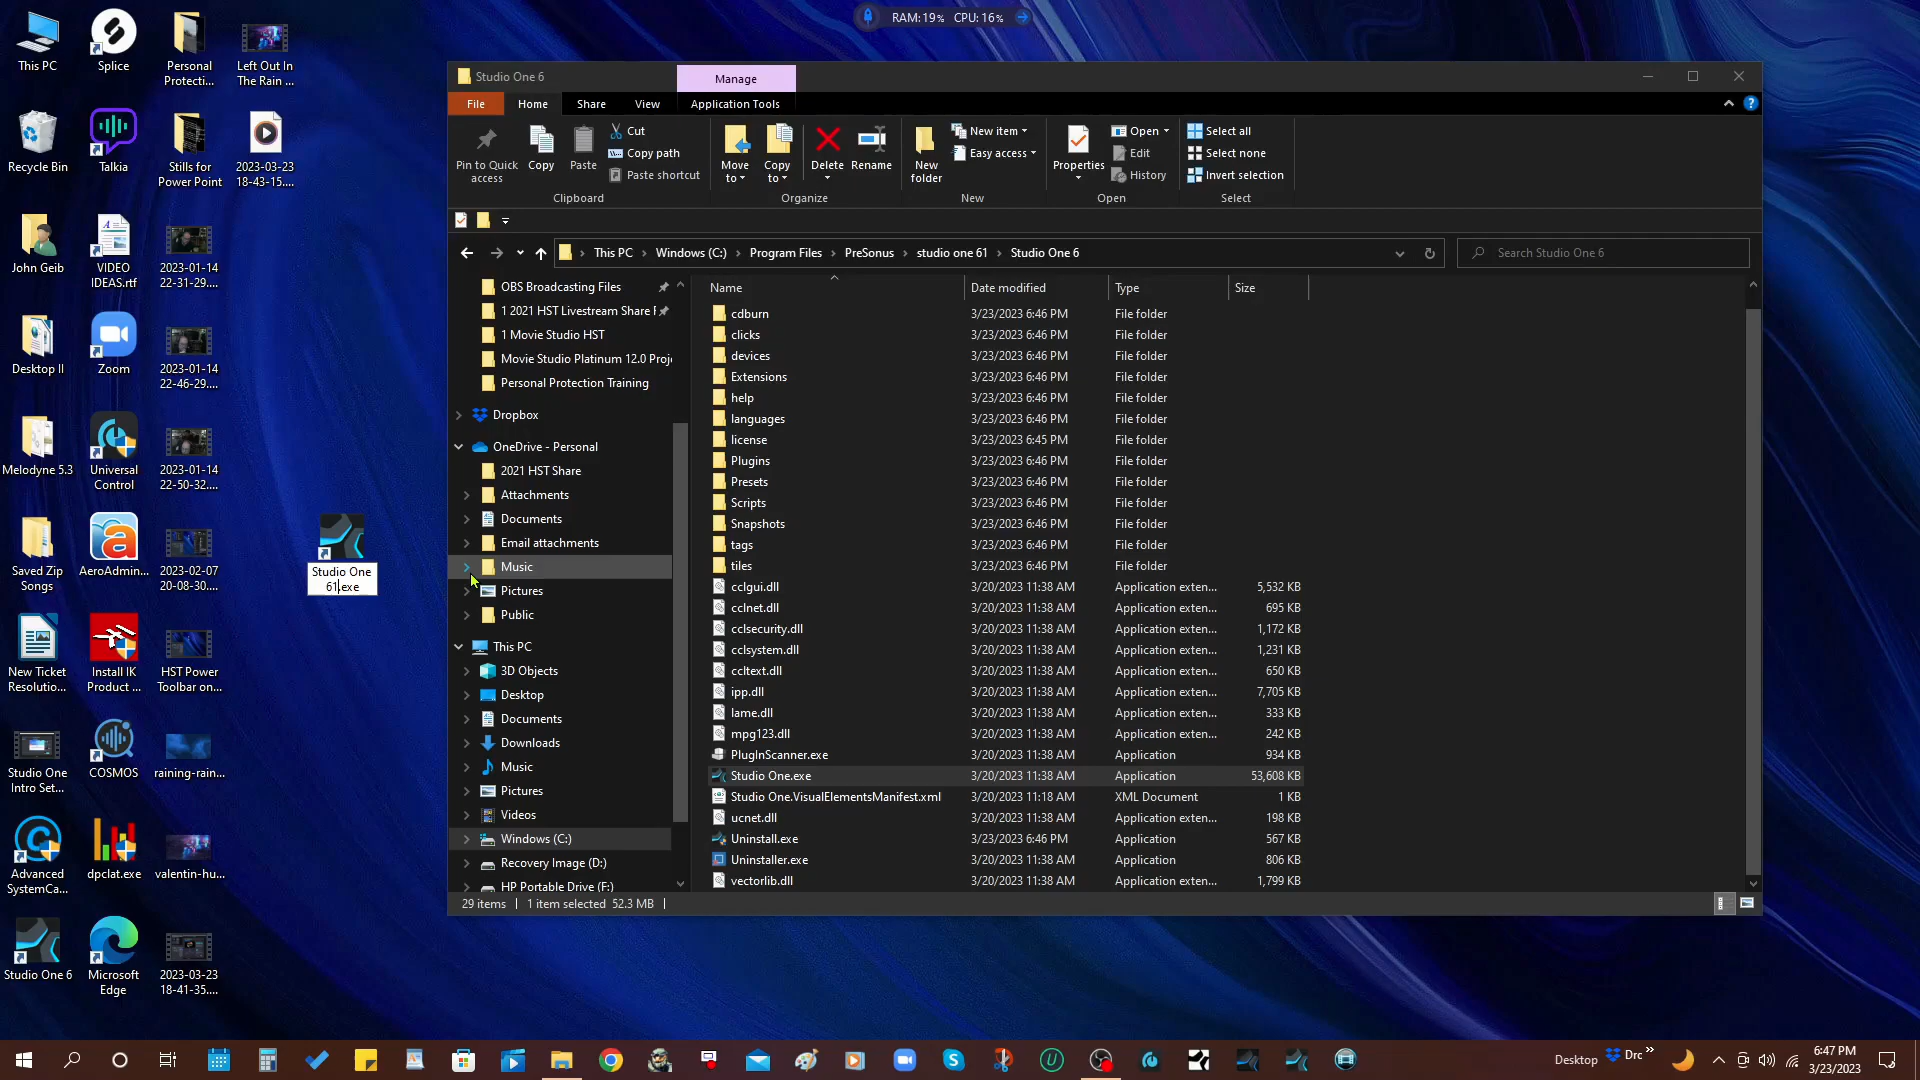 RAM: 19% CPU: 16%
This PC
Splice
Personal
Protecti...
Left Out In
The Rain ...
Recycle Bin
Talkia
Stills for
Power Point
2023-03-23
18-43-15....
John Geib
VIDEO
IDEAS.rtf
2023-01-14
22-31-29....
Desktop II
Zoom
2023-01-14
22-46-29....
Melodyne 5.3
Universal
Control
2023-01-14
22-50-32....
Saved Zip
Songs
AeroAdmin...
2023-02-07
20-08-30....
Studio One
61.exe
New Ticket
Resolutio...
Install IK
Product ...
HST Power
Toolbar on...
Studio One
Intro Set...
COSMOS
raining-rain...
Advanced
SystemCa...
dpclat.exe
valentin-hu...
Studio One 6
Microsoft
Edge
2023-03-23
18-41-35....
Studio One 6
Manage
File
Home
Share
View
Application Tools
Pin to Quick
access
Copy
Paste
Cut
Copy path
Paste shortcut
Clipboard
Move
to
Copy
to
Delete
Rename
Organize
New
folder
New item
Easy access
New
Properties
Open
Edit
History
Open
Select all
Select none
Invert selection
Select
This PC
Windows (C:)
Program Files
PreSonus
studio one 61
Studio One 6
Search Studio One 6
OBS Broadcasting Files
1 2021 HST Livestream Share F
1 Movie Studio HST
Movie Studio Platinum 12.0 Proj
Personal Protection Training
Dropbox
OneDrive - Personal
2021 HST Share
Attachments
Documents
Email attachments
Music
Pictures
Public
This PC
3D Objects
Desktop
Documents
Downloads
Music
Pictures
Videos
Windows (C:)
Recovery Image (D:)
HP Portable Drive (F:)
Name Date modified Type Size
cdburn 3/23/2023 6:46 PM File folder
clicks 3/23/2023 6:46 PM File folder
devices 3/23/2023 6:46 PM File folder
Extensions 3/23/2023 6:46 PM File folder
help 3/23/2023 6:46 PM File folder
languages 3/23/2023 6:46 PM File folder
license 3/23/2023 6:45 PM File folder
Plugins 3/23/2023 6:46 PM File folder
Presets 3/23/2023 6:46 PM File folder
Scripts 3/23/2023 6:46 PM File folder
Snapshots 3/23/2023 6:46 PM File folder
tags 3/23/2023 6:46 PM File folder
tiles 3/23/2023 6:46 PM File folder
cclgui.dll 3/20/2023 11:38 AM Application exten... 5,532 KB
cclnet.dll 3/20/2023 11:38 AM Application exten... 695 KB
cclsecurity.dll 3/20/2023 11:38 AM Application exten... 1,172 KB
cclsystem.dll 3/20/2023 11:38 AM Application exten... 1,231 KB
ccltext.dll 3/20/2023 11:38 AM Application exten... 650 KB
ipp.dll 3/20/2023 11:38 AM Application exten... 7,705 KB
lame.dll 3/20/2023 11:38 AM Application exten... 333 KB
mpg123.dll 3/20/2023 11:38 AM Application exten... 242 KB
PlugInScanner.exe 3/20/2023 11:38 AM Application 934 KB
Studio One.exe 3/20/2023 11:38 AM Application 53,608 KB
Studio One.VisualElementsManifest.xml 3/20/2023 11:18 AM XML Document 1 KB
ucnet.dll 3/20/2023 11:38 AM Application exten... 198 KB
Uninstall.exe 3/23/2023 6:46 PM Application 567 KB
Uninstaller.exe 3/20/2023 11:38 AM Application 806 KB
vectorlib.dll 3/20/2023 11:38 AM Application exten... 1,799 KB
29 items 1 item selected 52.3 MB
Desktop
Drc
6:47 PM
3/23/2023